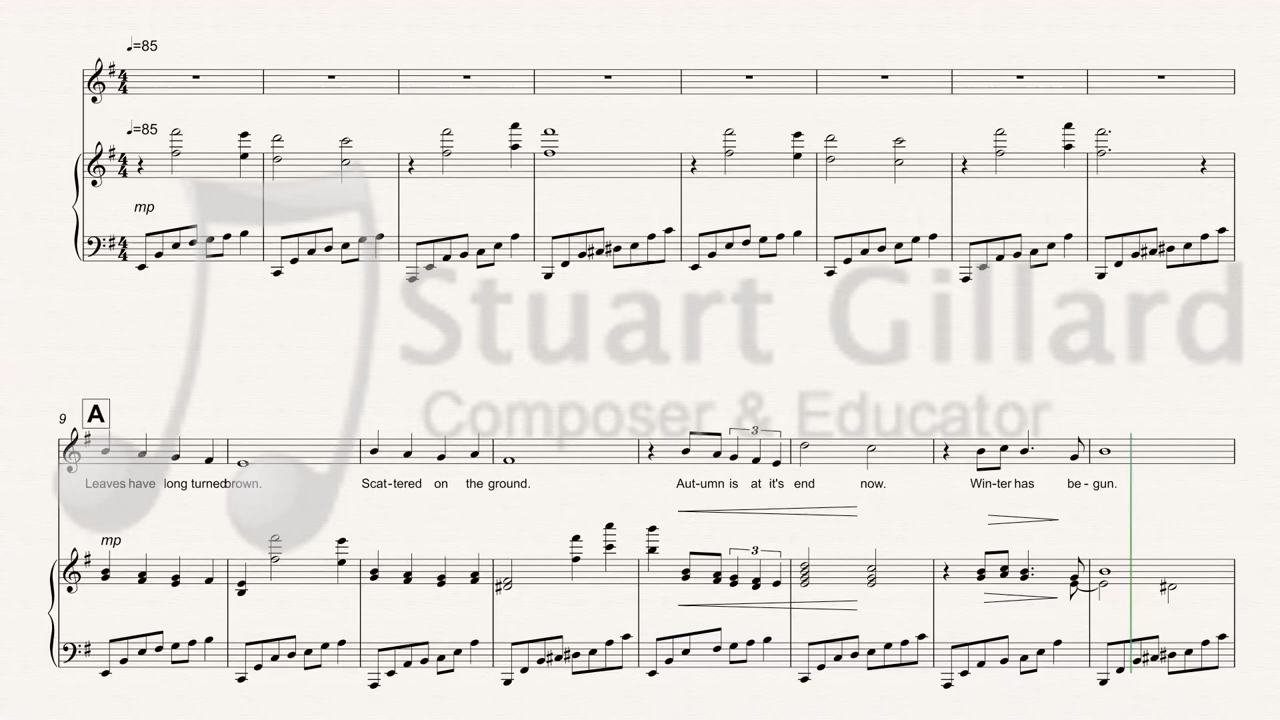 ♩=85
♩=85
mp
Stuart Gillard
Composer & Educator
9 A
Leaves have long turned brown. Scat-tered on the ground. Aut-umn is at it's end now. Win-ter has be-gun.
3
mp
3